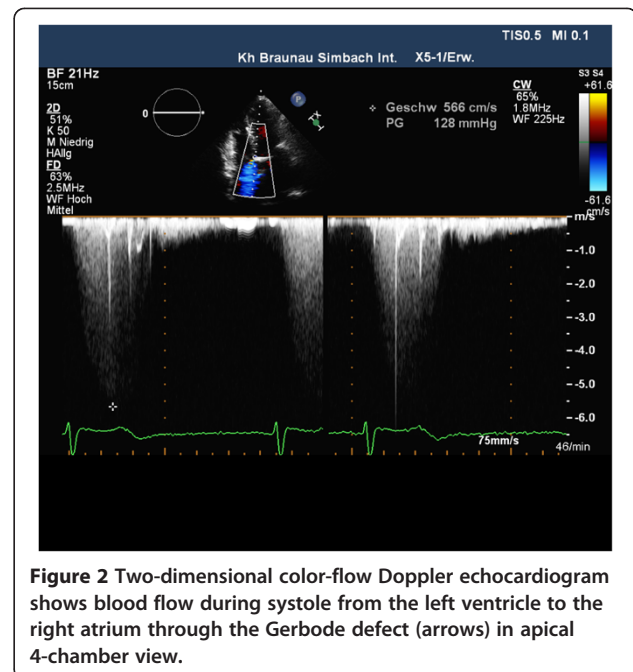 TIS0.5 MI 0.1
Kh Braunau Simbach Int. X5-1/Erw.
BF 21Hz
15cm
2D
51%
K 50
M Niedrig
HAllg
FD
63%
2.5MHz
WF Hoch
Mittel
0
P
Geschw 566 cm/s
PG 128 mmHg
CW
65%
1.8MHz
WF 225Hz
S3 S4
+61.6
-61.6
cm/s
m/s
-1.0
-2.0
-3.0
-4.0
-5.0
-6.0
75mm/s
46/min
Figure 2 Two-dimensional color-flow Doppler echocardiogram
shows blood flow during systole from the left ventricle to the
right atrium through the Gerbode defect (arrows) in apical
4-chamber view.